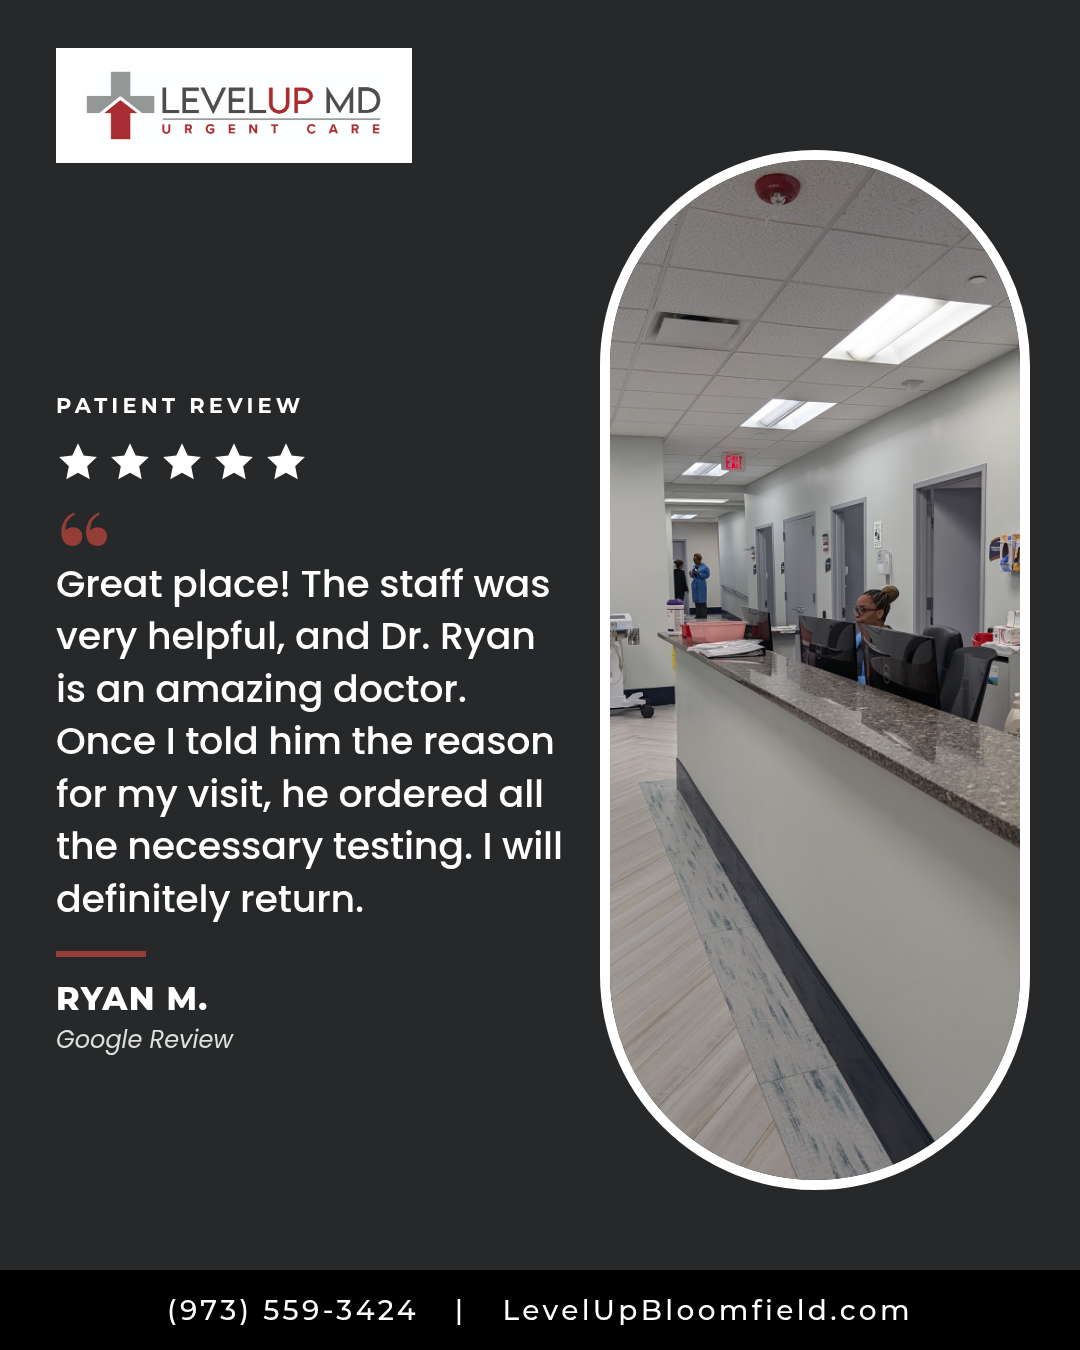 LEVELUP MD
URGENT CARE
PATIENT REVIEW
“
Great place! The staff was
very helpful, and Dr. Ryan
is an amazing doctor.
Once I told him the reason
for my visit, he ordered all
the necessary testing. I will
definitely return.
RYAN M.
Google Review
EXIT
(973) 559-3424 | LevelUpBloomfield.com